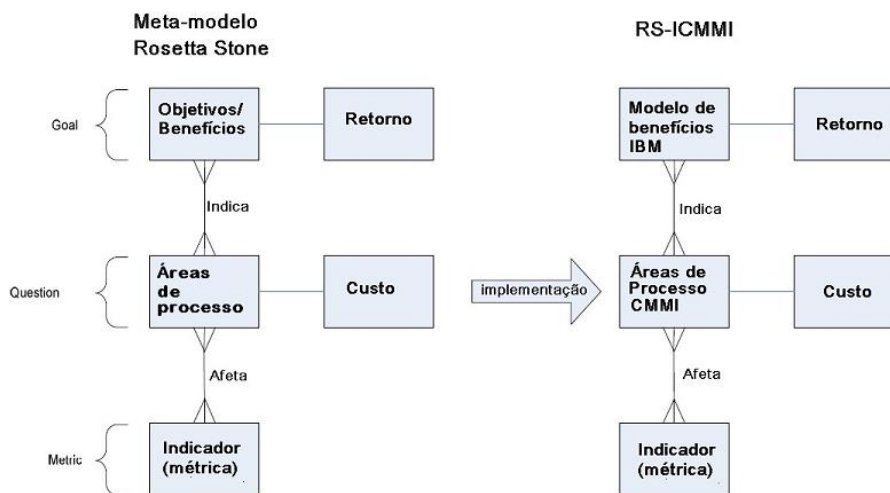 Meta-modelo
Rosetta Stone
RS-ICMMI
Goal
Objetivos/
Benefícios
Retorno
Modelo de
benefícios
IBM
Retorno
Indica
Indica
Question
Áreas
de
processo
Custo
implementação
Áreas de
Processo
CMMI
Custo
Afeta
Afeta
Metric
Indicador
(métrica)
Indicador
(métrica)